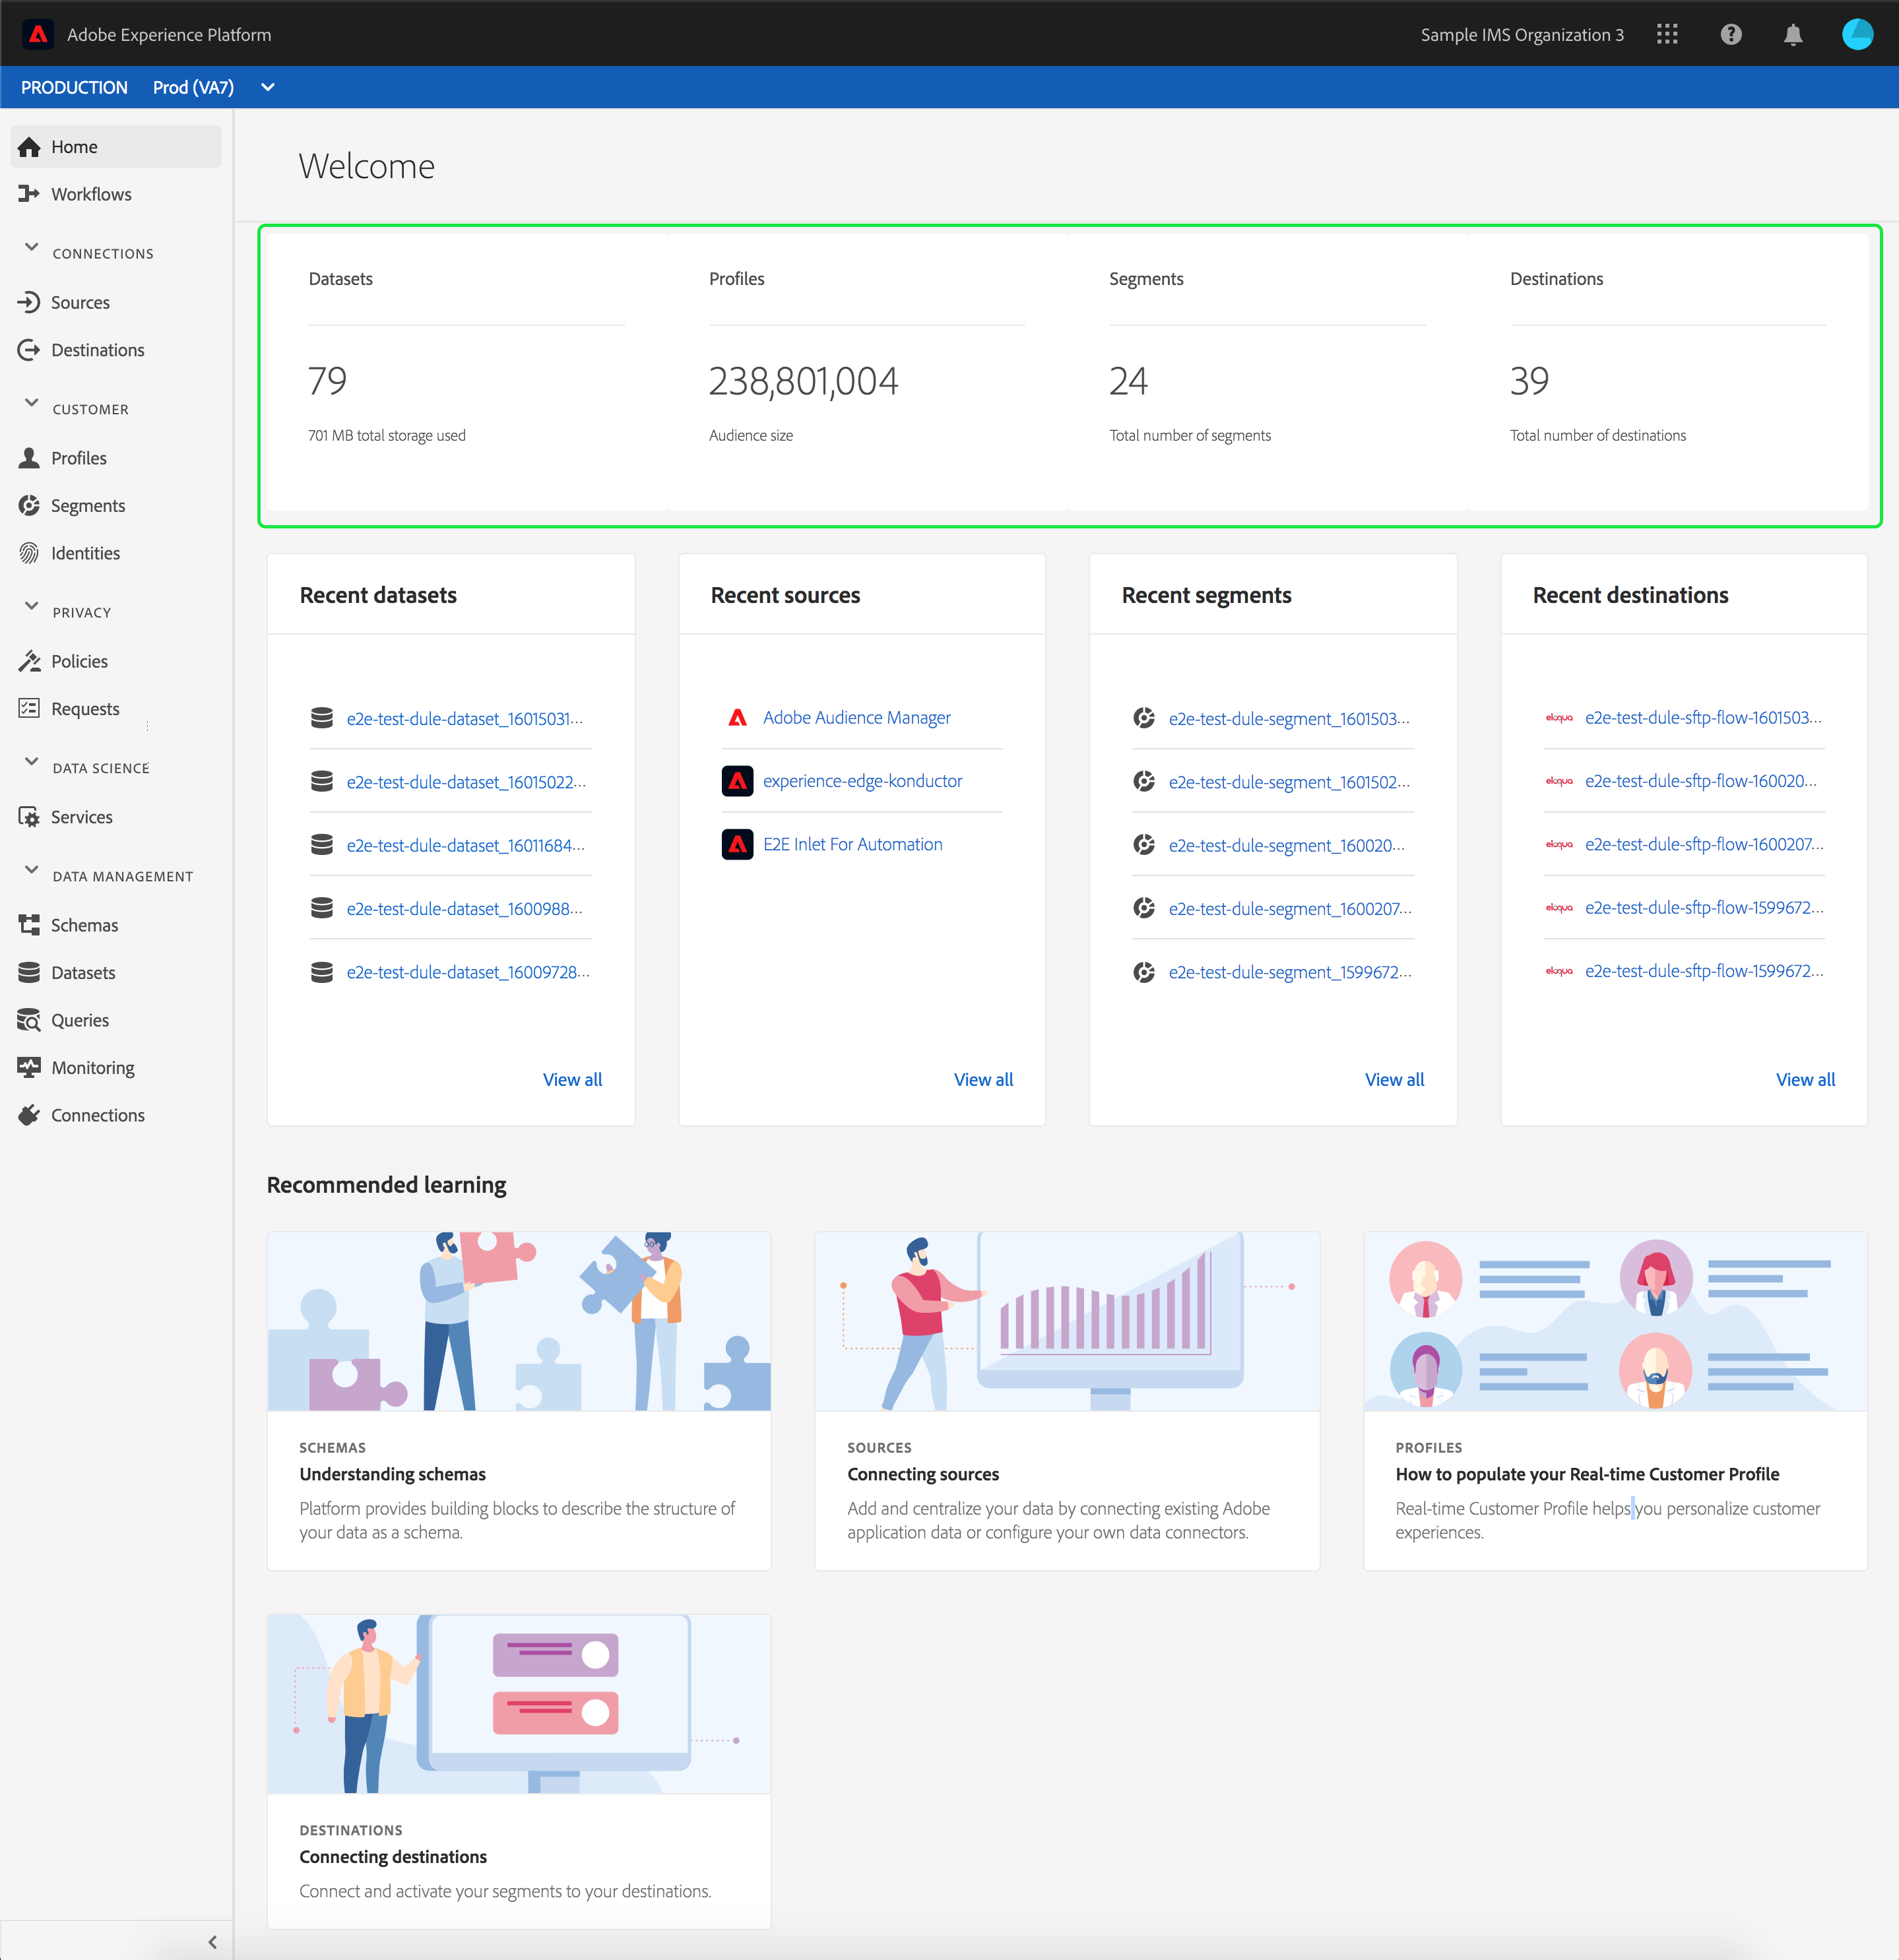 Adobe Experience Platform
Sample IMS Organization 3
PRODUCTION Prod (VA7)
Home
Workflows
CONNECTIONS
Sources
Destinations
CUSTOMER
Profiles
Segments
Identities
PRIVACY
Policies
Requests
DATA SCIENCE
Services
DATA MANAGEMENT
Schemas
Datasets
Queries
Monitoring
Connections
Welcome
Datasets
79
701 MB total storage used
Profiles
238,801,004
Audience size
Segments
24
Total number of segments
Destinations
39
Total number of destinations
Recent datasets
e2e-test-dule-dataset_16015031...
e2e-test-dule-dataset_16015022...
e2e-test-dule-dataset_16011684...
e2e-test-dule-dataset_1600988...
e2e-test-dule-dataset_16009728...
View all
Recent sources
Adobe Audience Manager
experience-edge-konductor
E2E Inlet For Automation
View all
Recent segments
e2e-test-dule-segment_1601503...
e2e-test-dule-segment_1601502...
e2e-test-dule-segment_160020...
e2e-test-dule-segment_1600207...
e2e-test-dule-segment_1599672...
View all
Recent destinations
eloqua e2e-test-dule-sftp-flow-1601503...
eloqua e2e-test-dule-sftp-flow-160020...
eloqua e2e-test-dule-sftp-flow-1600207...
eloqua e2e-test-dule-sftp-flow-1599672...
eloqua e2e-test-dule-sftp-flow-1599672...
View all
Recommended learning
SCHEMAS
Understanding schemas
Platform provides building blocks to describe the structure of
your data as a schema.
SOURCES
Connecting sources
Add and centralize your data by connecting existing Adobe
application data or configure your own data connectors.
PROFILES
How to populate your Real-time Customer Profile
Real-time Customer Profile helps you personalize customer
experiences.
DESTINATIONS
Connecting destinations
Connect and activate your segments to your destinations.